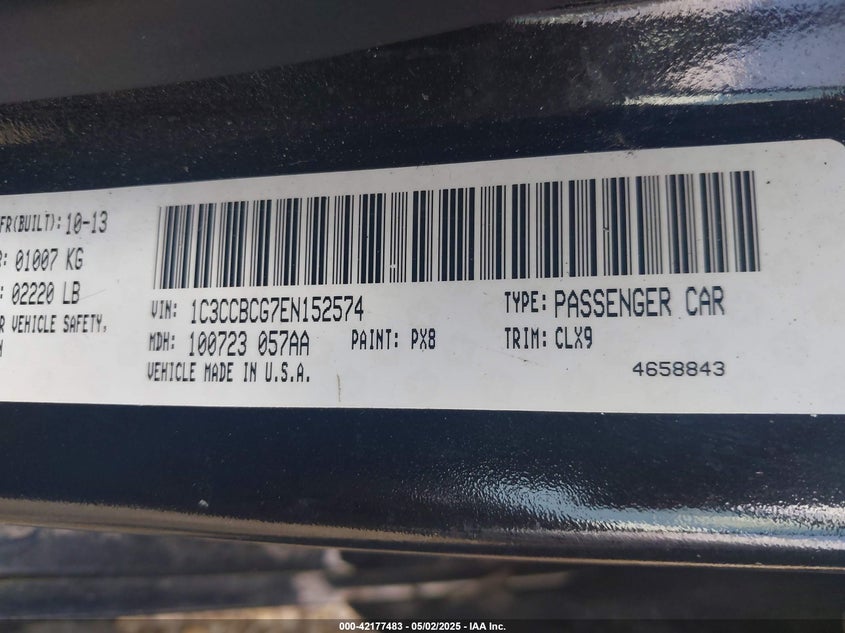 FR(BUILT): 10-13
R: 01007 KG
: 02220 LB
R VEHICLE SAFETY,
VIN: 1C3CCBCG7EN152574 TYPE: PASSENGER CAR
MDH: 100723 057AA PAINT: PX8 TRIM: CLX9
VEHICLE MADE IN U.S.A. 4658843
000-42177483 - 05/02/2025 - IAA Inc.